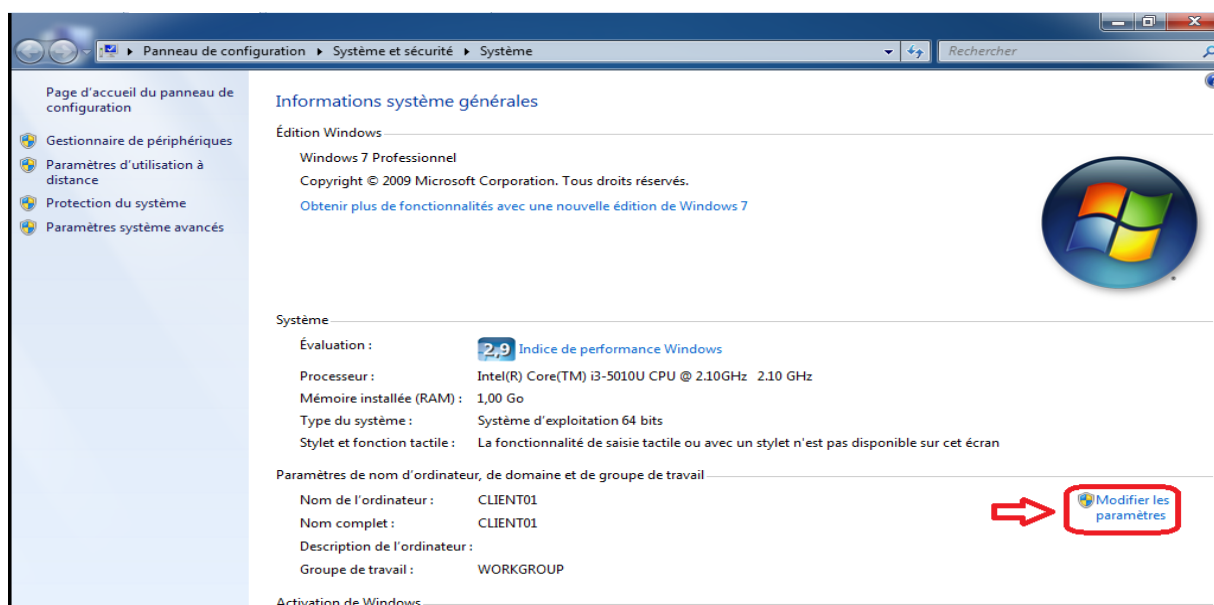 Panneau de configuration ▸ Système et sécurité ▸ Système
Rechercher
Page d'accueil du panneau de
configuration
Gestionnaire de périphériques
Paramètres d'utilisation à
distance
Protection du système
Paramètres système avancés
Informations système générales
Édition Windows
Windows 7 Professionnel
Copyright © 2009 Microsoft Corporation. Tous droits réservés.
Obtenir plus de fonctionnalités avec une nouvelle édition de Windows 7
Système
Évaluation :
2,9 Indice de performance Windows
Processeur : Intel(R) Core(TM) i3-5010U CPU @ 2.10GHz 2.10 GHz
Mémoire installée (RAM) : 1,00 Go
Type du système : Système d'exploitation 64 bits
Stylet et fonction tactile : La fonctionnalité de saisie tactile ou avec un stylet n'est pas disponible sur cet écran
Paramètres de nom d'ordinateur, de domaine et de groupe de travail
Nom de l'ordinateur : CLIENT01
Modifier les
paramètres
Nom complet : CLIENT01
Description de l'ordinateur :
Groupe de travail : WORKGROUP
Activation de Windows